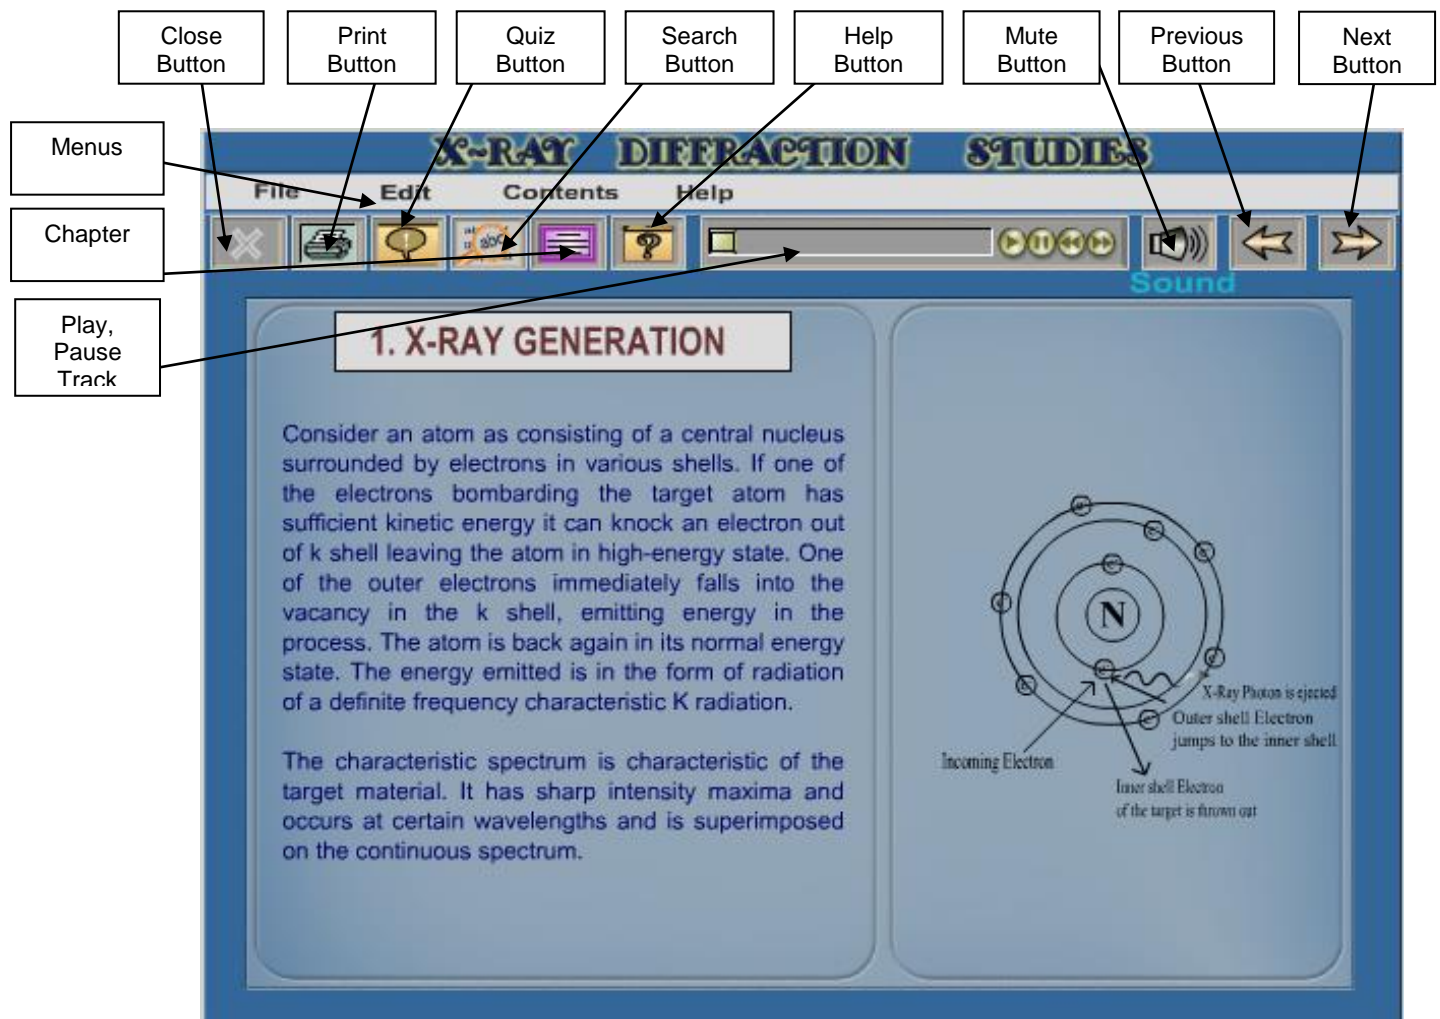 Close
Button
Print
Button
Quiz
Button
Search
Button
Help
Button
Mute
Button
Previous
Button
Next
Button
Menus
Chapter
Play,
Pause
Track
X~RAY DIFFRACTION STUDIES
File Edit Contents Help
abc
Sound
1. X-RAY GENERATION
Consider an atom as consisting of a central nucleus
surrounded by electrons in various shells. If one of
the electrons bombarding the target atom has
sufficient kinetic energy it can knock an electron out
of k shell leaving the atom in high-energy state. One
of the outer electrons immediately falls into the
vacancy in the k shell, emitting energy in the
process. The atom is back again in its normal energy
state. The energy emitted is in the form of radiation
of a definite frequency characteristic K radiation.
The characteristic spectrum is characteristic of the
target material. It has sharp intensity maxima and
occurs at certain wavelengths and is superimposed
on the continuous spectrum.
N
X-Ray Photon is ejected
Outer shell Electron
jumps to the inner shell
Incoming Electron
Inner shell Electron
of the target is thrown out